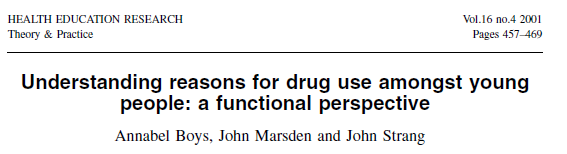 HEALTH EDUCATION RESEARCH
Vol.16 no.4 2001
Theory & Practice
Pages 457–469
Understanding reasons for drug use amongst young
people: a functional perspective
Annabel Boys, John Marsden and John Strang